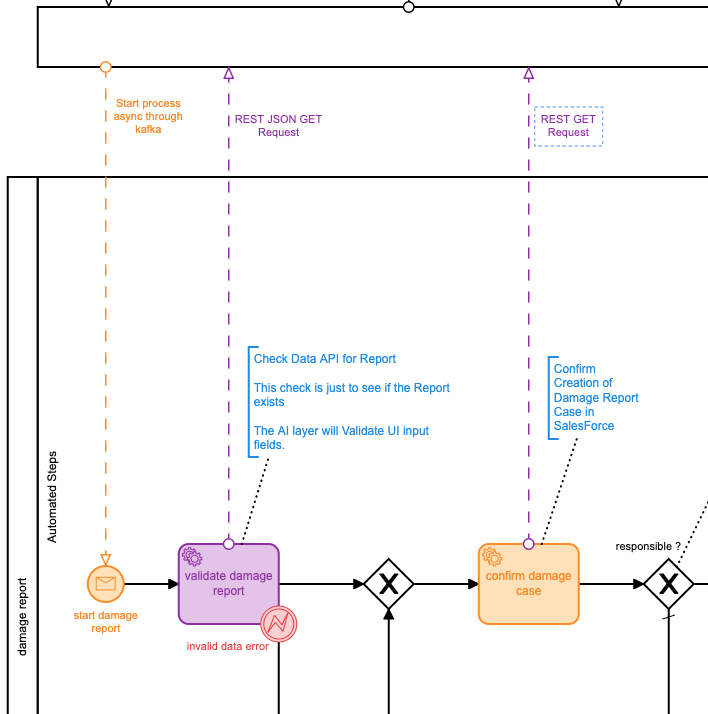 Start process
async through
kafka
REST JSON GET
Request
REST GET
Request
Check Data API for Report
This check is just to see if the Report
exists
The AI layer will Validate UI input
fields.
Confirm
Creation of
Damage Report
Case in
SalesForce
Automated Steps
damage report
responsible ?
start damage
report
validate damage
report
invalid data error
X
confirm damage
case
X